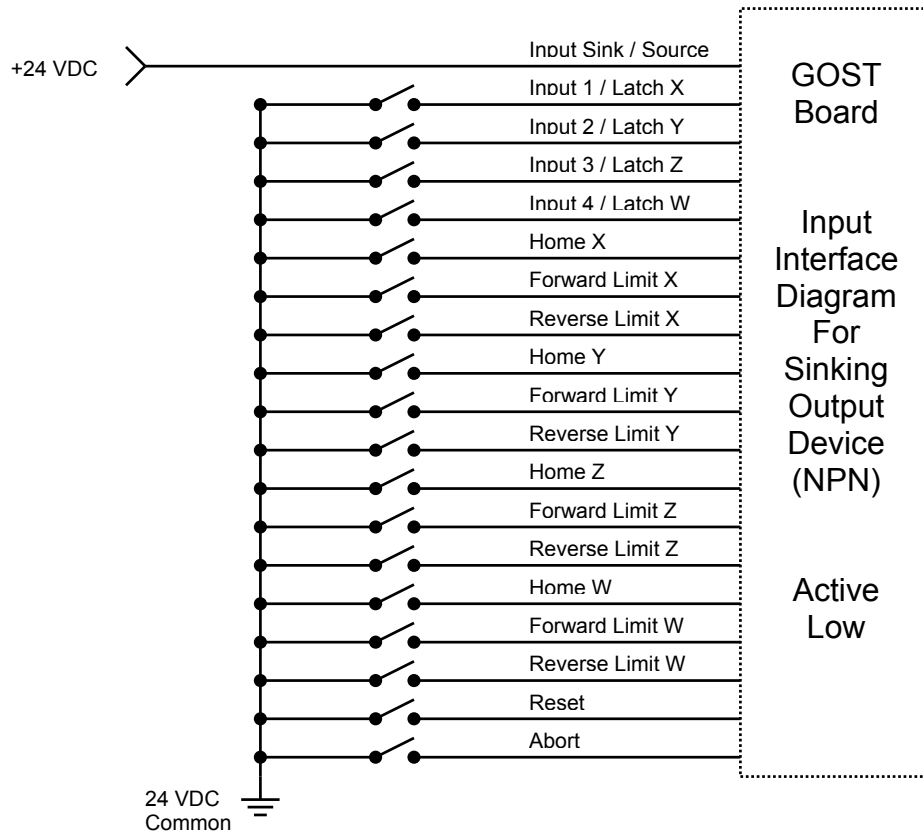 +24 VDC
Input Sink / Source
Input 1 / Latch X
Input 2 / Latch Y
Input 3 / Latch Z
Input 4 / Latch W
Home X
Forward Limit X
Reverse Limit X
Home Y
Forward Limit Y
Reverse Limit Y
Home Z
Forward Limit Z
Reverse Limit Z
Home W
Forward Limit W
Reverse Limit W
Reset
Abort
24 VDC
Common
GOST
Board
Input
Interface
Diagram
For
Sinking
Output
Device
(NPN)
Active
Low